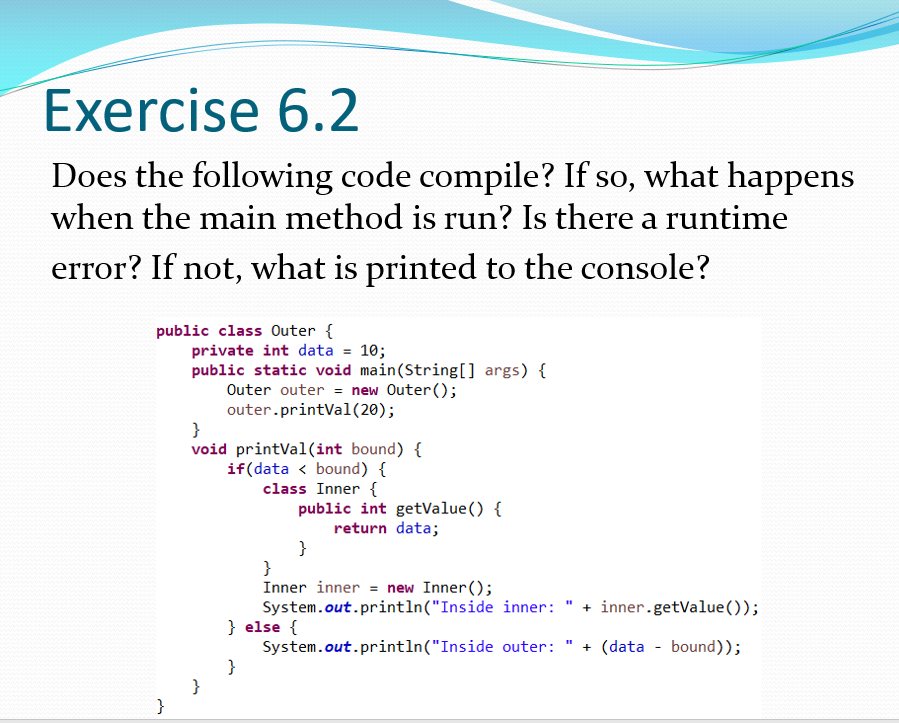 Exercise 6.2
Does the following code compile? If so, what happens
when the main method is run? Is there a runtime
error? If not, what is printed to the console?
public class Outer {
    private int data = 10;
    public static void main(String[] args) {
        Outer outer = new Outer();
        outer.printVal(20);
    }
    void printVal(int bound) {
        if(data < bound) {
            class Inner {
                public int getValue() {
                    return data;
                }
            }
            Inner inner = new Inner();
            System.out.println("Inside inner: " + inner.getValue());
        } else {
            System.out.println("Inside outer: " + (data - bound));
        }
    }
}